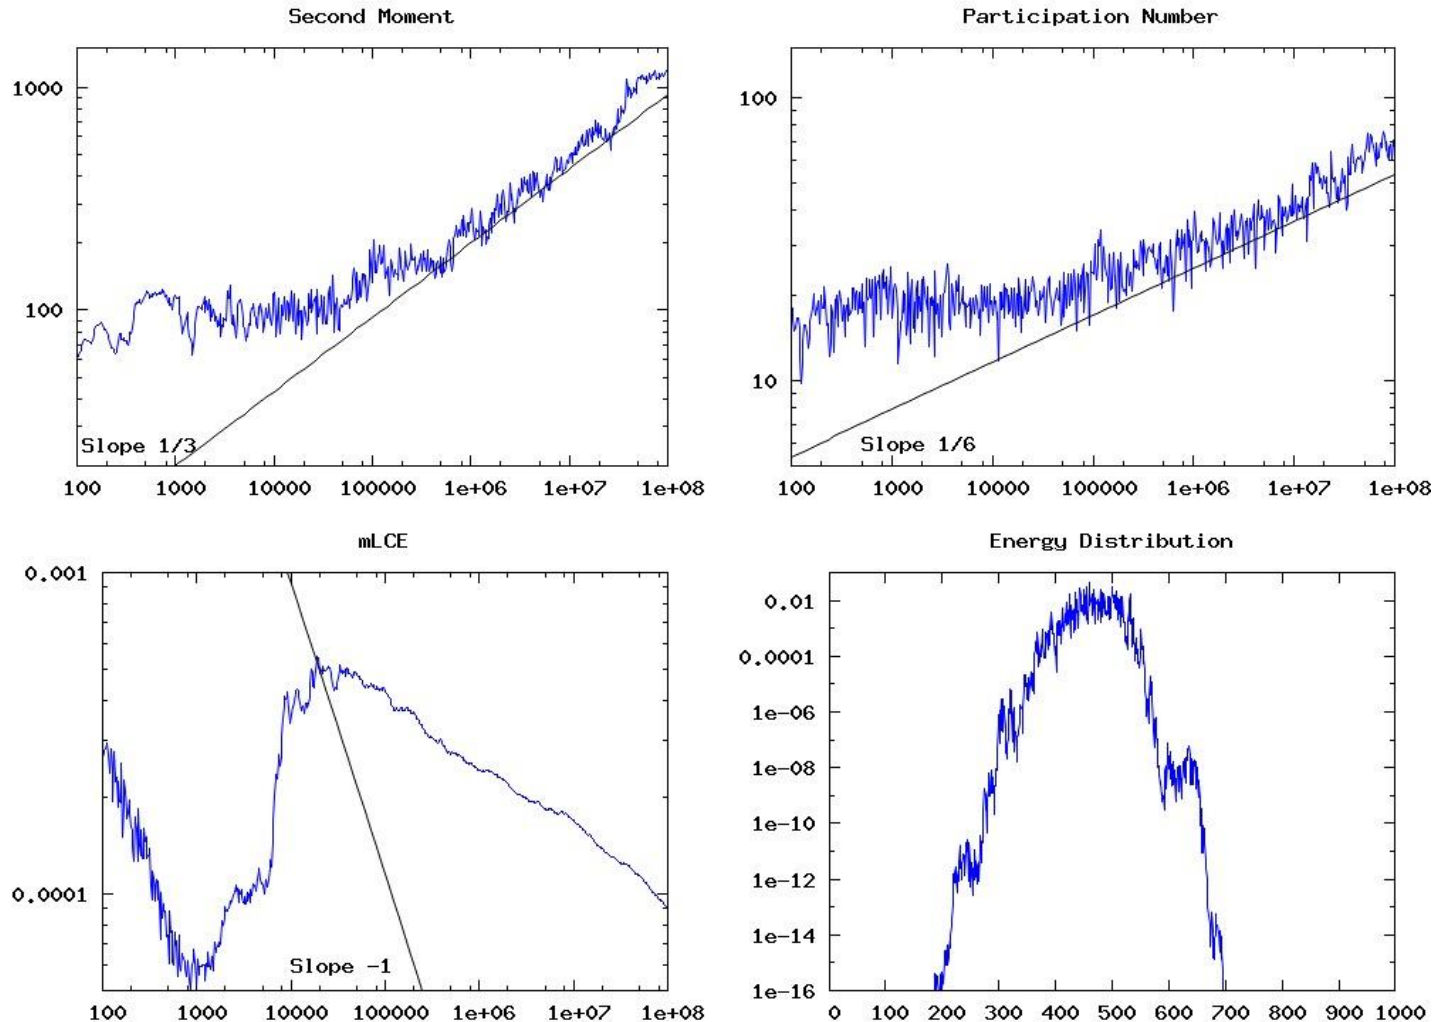 Second Moment
1000
100
Slope 1/3
100 1000 10000 100000 1e+06 1e+07 1e+08
Participation Number
100
10
Slope 1/6
100 1000 10000 100000 1e+06 1e+07 1e+08
mLCE
0.001
0.0001
Slope -1
100 1000 10000 100000 1e+06 1e+07 1e+08
Energy Distribution
0.01
0.0001
1e-06
1e-08
1e-10
1e-12
1e-14
1e-16
0 100 200 300 400 500 600 700 800 900 1000